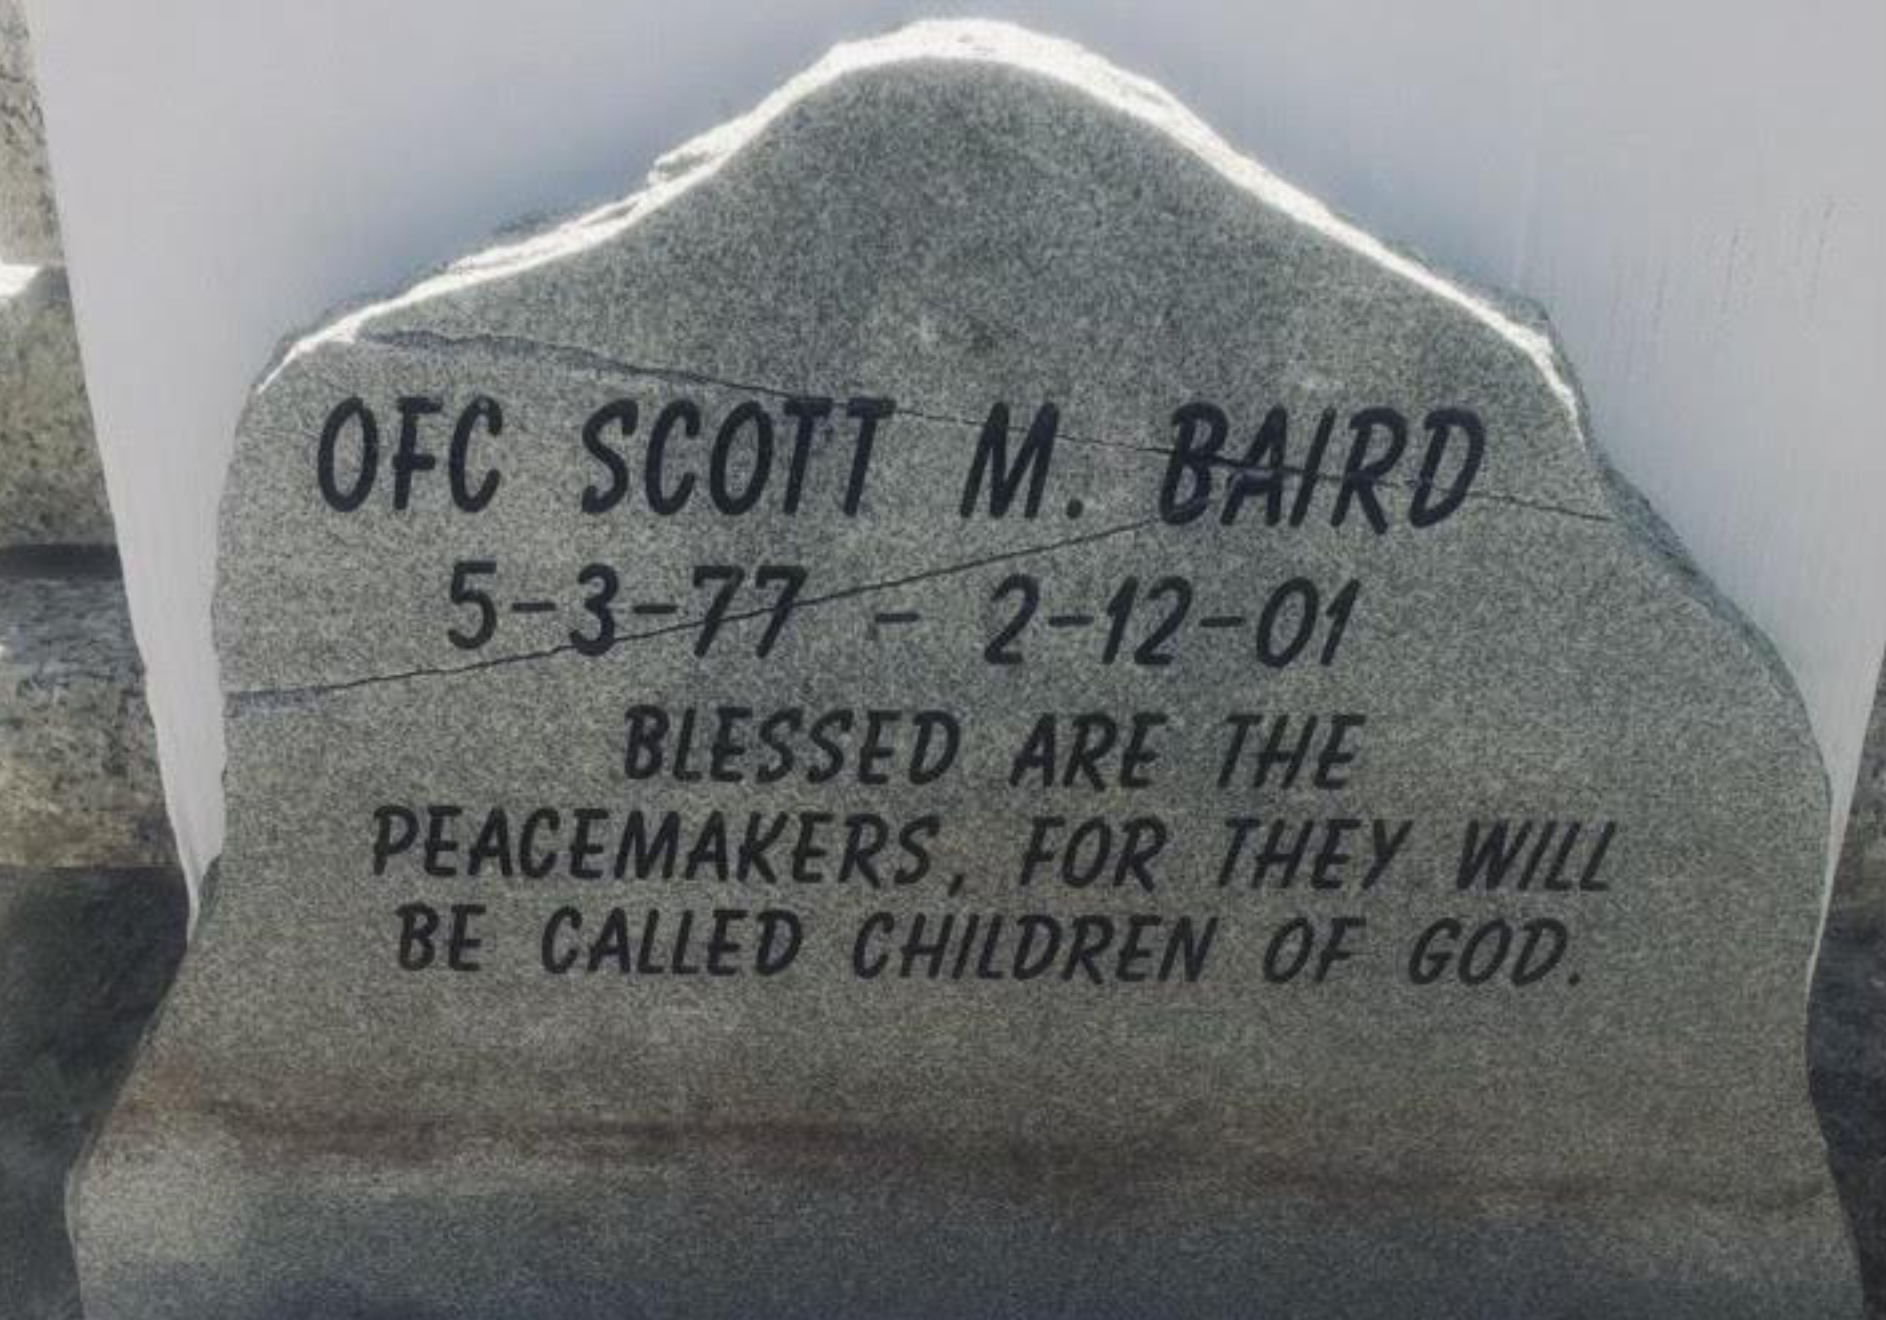 OFC SCOTT M. BAIRD
5-3-77 - 2-12-01
BLESSED ARE THE
PEACEMAKERS, FOR THEY WILL
BE CALLED CHILDREN OF GOD.